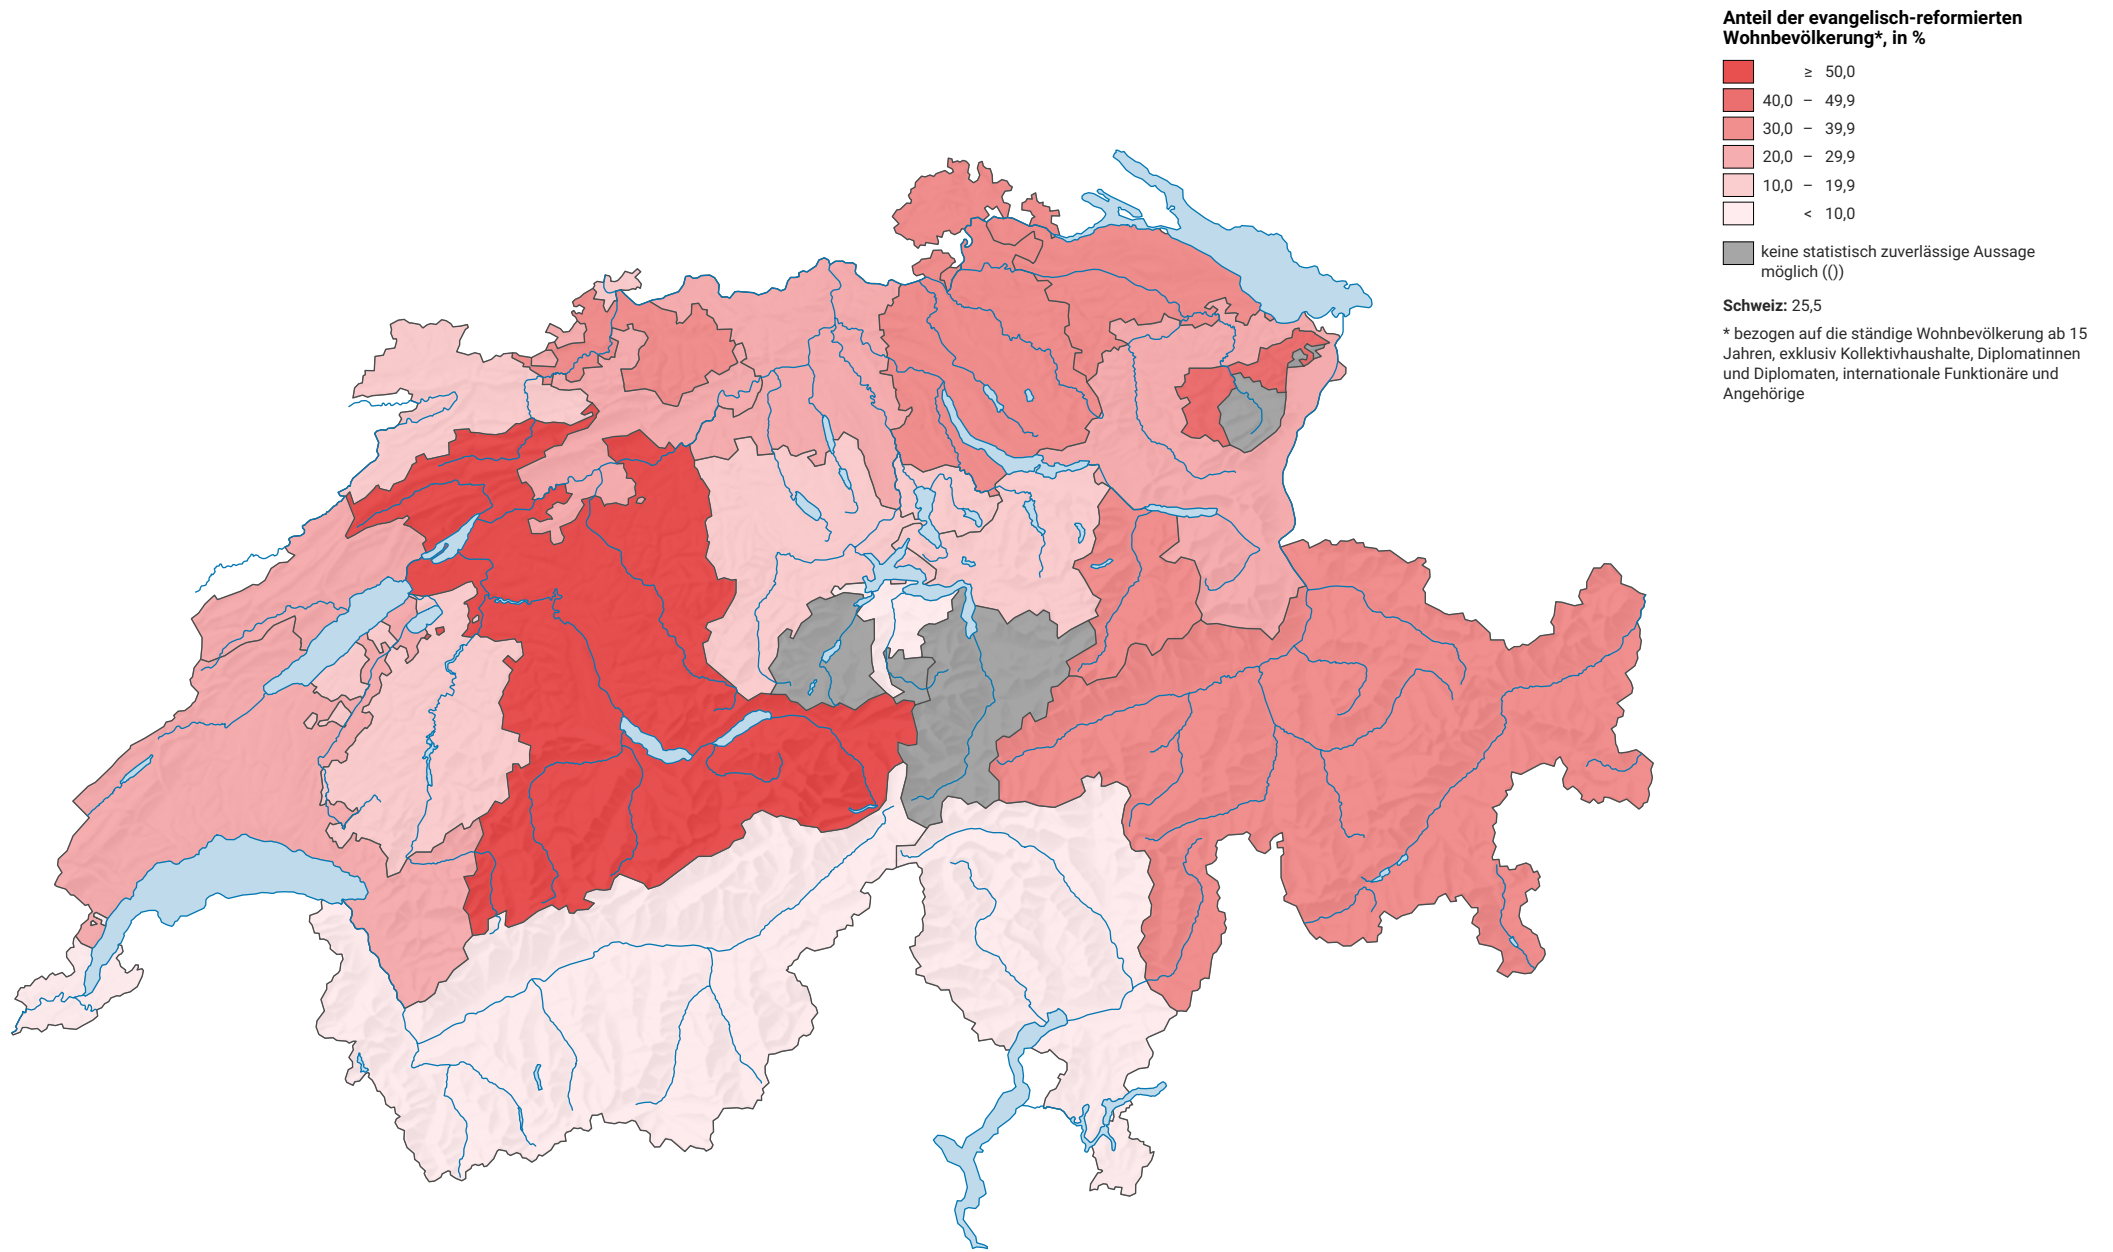 Anteil der evangelisch-reformierten
Wohnbevölkerung*, in %
≥ 50,0
40,0 – 49,9
30,0 – 39,9
20,0 – 29,9
10,0 – 19,9
< 10,0
keine statistisch zuverlässige Aussage
möglich (())
Schweiz: 25,5
* bezogen auf die ständige Wohnbevölkerung ab 15
Jahren, exklusiv Kollektivhaushalte, Diplomatinnen
und Diplomaten, internationale Funktionäre und
Angehörige